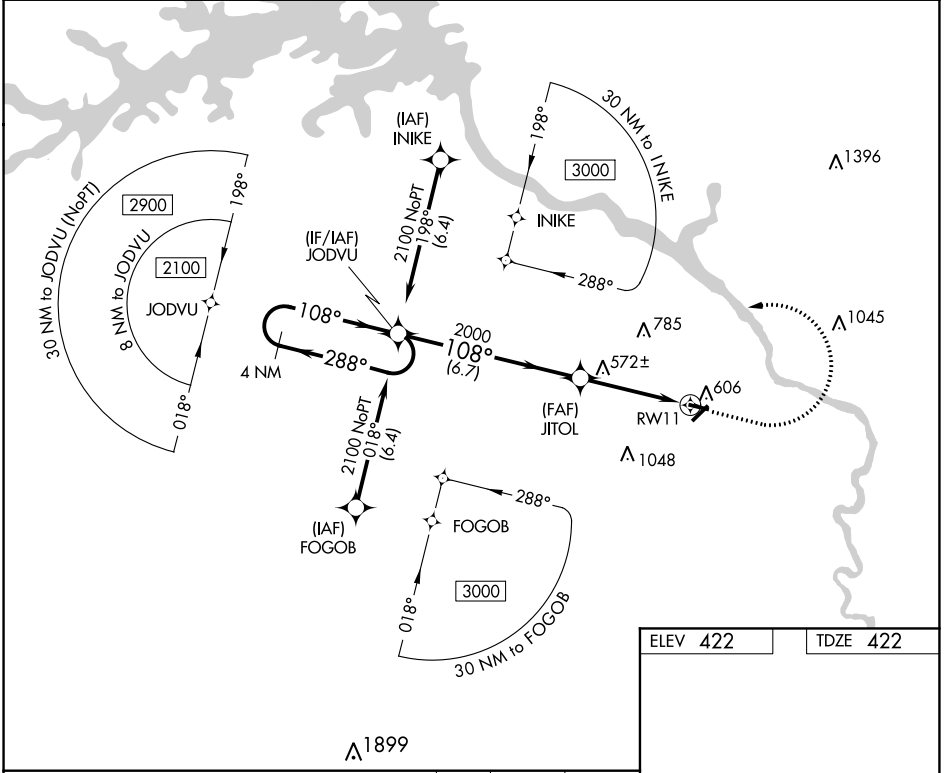 (IAF)
INIKE
30 NM to INIKE
198°
3000
INIKE
288°
1396
30 NM to JODVU (NoPT)
2900
198°
8 NM to JODVU
2100
JODVU
018°
2100 NoPT
198°
(6.4)
(IF/IAF)
JODVU
108°
288°
4 NM
2000
108°
(6.7)
785
1045
572±
(FAF)
JITOL
606
RW11
1048
2100 NoPT
018°
(6.4)
(IAF)
FOGOB
288°
FOGOB
018°
3000
30 NM to FOGOB
ELEV 422
TDZE 422
1899